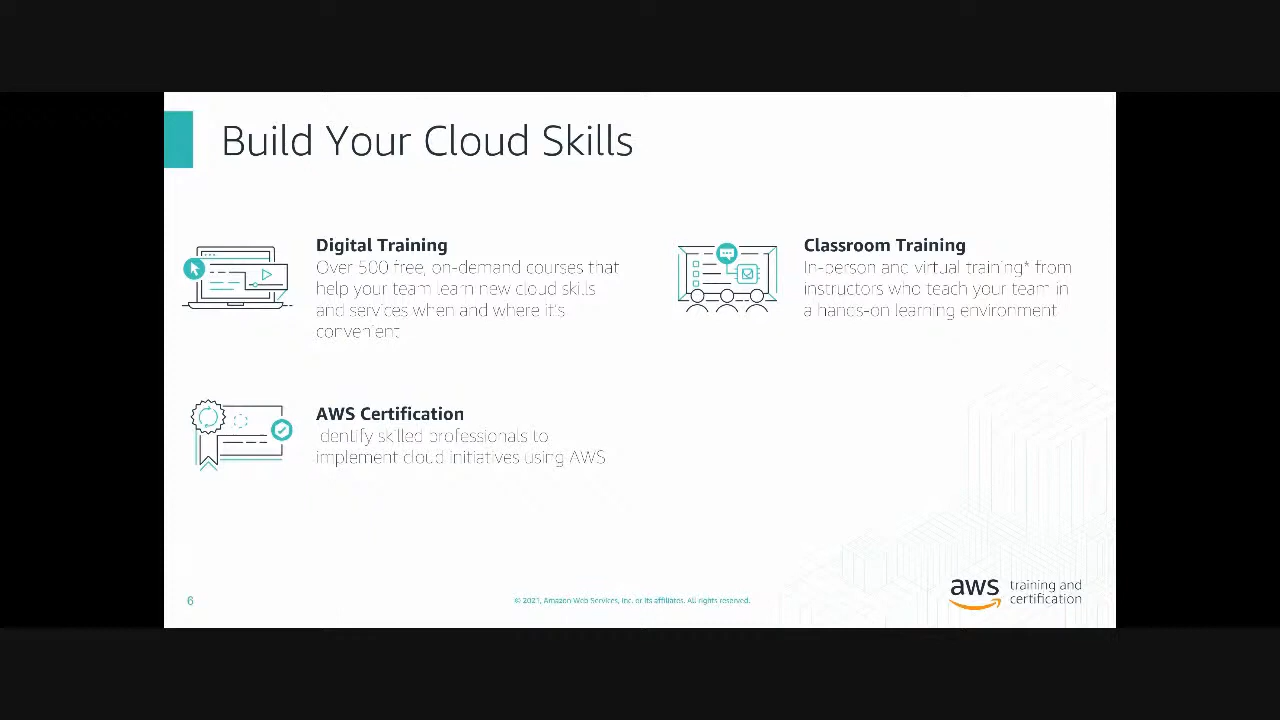 Build Your Cloud Skills
Digital Training
Over 500 free, on-demand courses that
help your team learn new cloud skills
and services when and where it's
convenient
Classroom Training
In-person and virtual training* from
instructors who teach your team in
a hands-on learning environment
AWS Certification
Identify skilled professionals to
implement cloud initiatives using AWS
6
© 2021, Amazon Web Services, Inc. or its affiliates. All rights reserved.
aws training and
certification